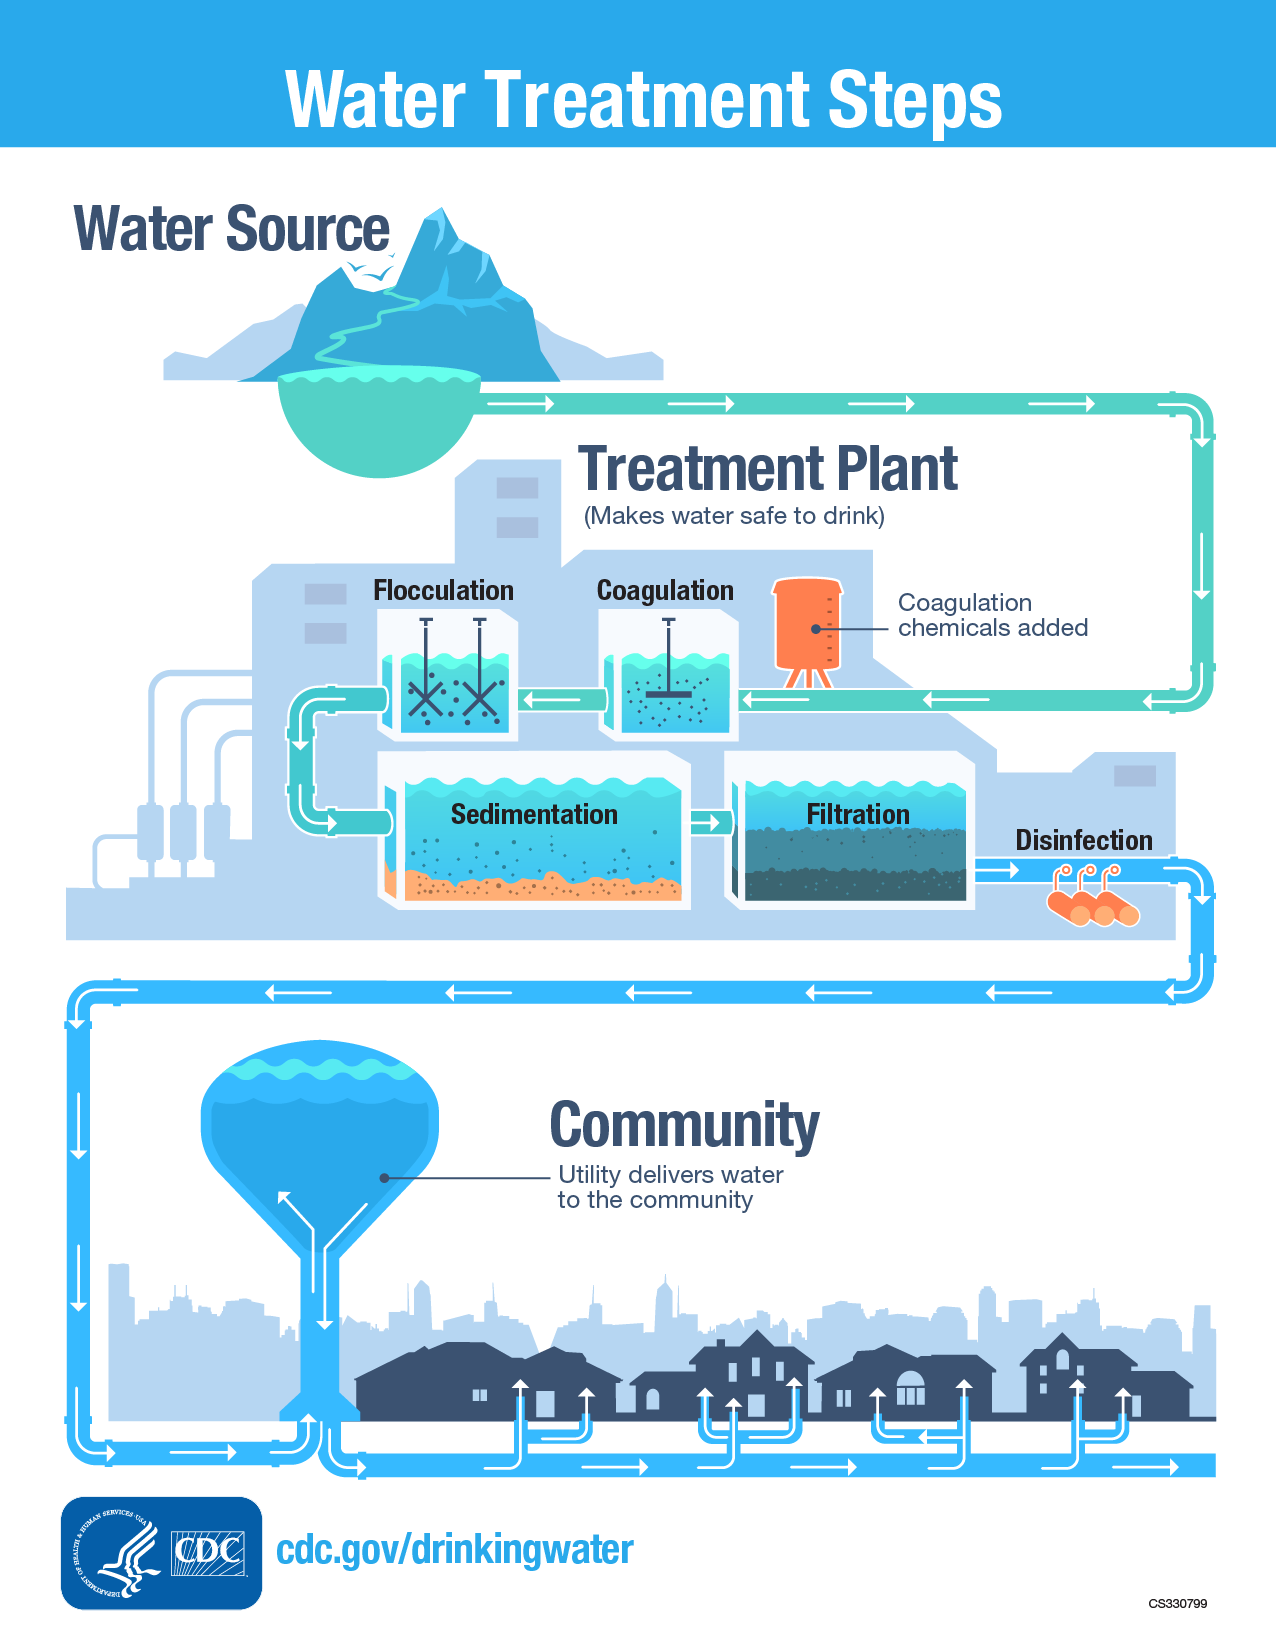 Water Treatment Steps
Water Source
Treatment Plant
(Makes water safe to drink)
Flocculation
Coagulation
Coagulation
chemicals added
Sedimentation
Filtration
Disinfection
Community
Utility delivers water
to the community
DEPARTMENT OF HEALTH & HUMAN SERVICES · USA
CDC
cdc.gov/drinkingwater
CS330799